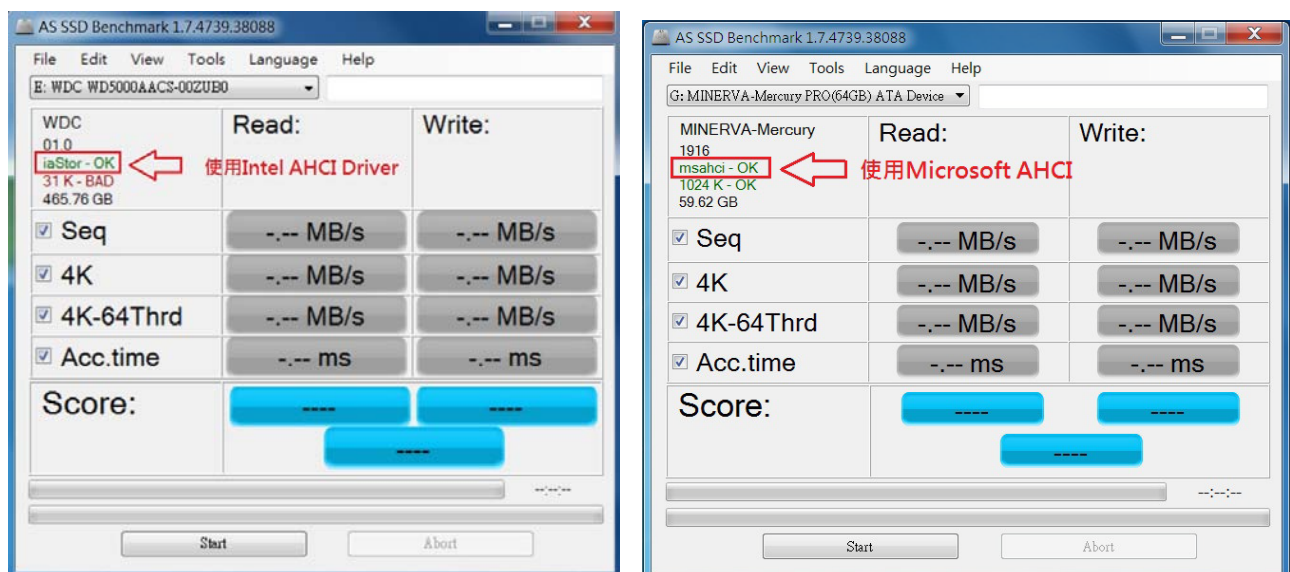 AS SSD Benchmark 1.7.4739.38088
File Edit View Tools Language Help
E: WDC WD5000AACS-00ZUB0
WDC
01.0
iaStor - OK
31 K - BAD
465.76 GB
Read:
Write:
使用Intel AHCI Driver
Seq -.-- MB/s -.-- MB/s
4K -.-- MB/s -.-- MB/s
4K-64Thrd -.-- MB/s -.-- MB/s
Acc.time -.-- ms -.-- ms
Score: ---- ----
----
--:--:--
Start Abort
AS SSD Benchmark 1.7.4739.38088
File Edit View Tools Language Help
G: MINERVA-Mercury PRO(64GB) ATA Device
MINERVA-Mercury
1916
msahci - OK
1024 K - OK
59.62 GB
Read:
Write:
使用Microsoft AHCI
Seq -.-- MB/s -.-- MB/s
4K -.-- MB/s -.-- MB/s
4K-64Thrd -.-- MB/s -.-- MB/s
Acc.time -.-- ms -.-- ms
Score: ---- ----
----
--:--:--
Start Abort